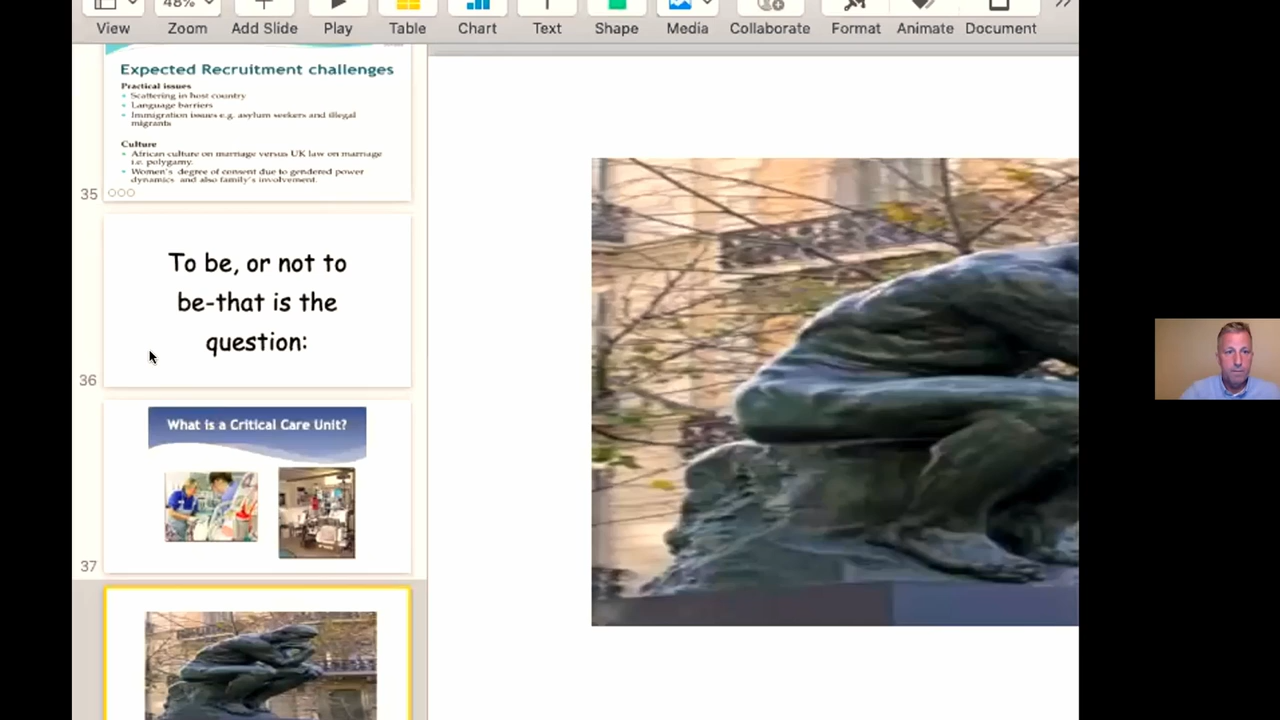 48%
View
Zoom
Add Slide
Play
Table
Chart
Text
Shape
Media
Collaborate
Format
Animate
Document
Expected Recruitment challenges
Practical issues
• Scattering in host country
• Language barriers
• Immigration issues e.g. asylum seekers and illegal
migrants
Culture
• African culture on marriage versus UK law on marriage
i.e. polygamy.
• Women's degree of consent due to gendered power
dynamics and also family's involvement.
35
To be, or not to
be-that is the
question:
36
What is a Critical Care Unit?
37